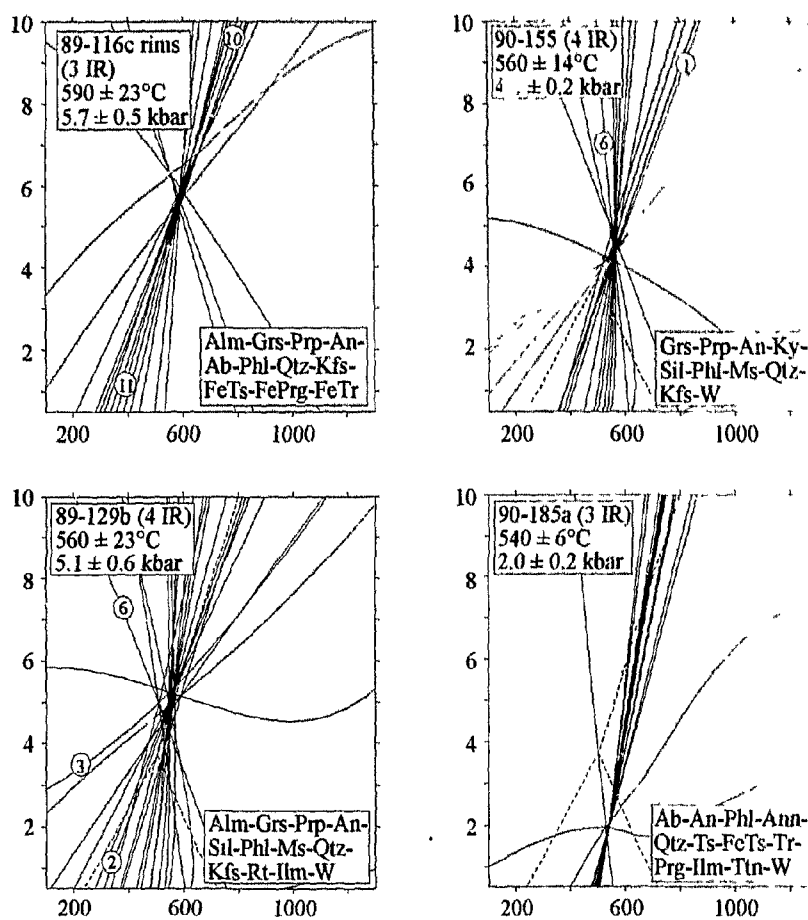 10
8
6
4
2
89-116c rims
(3 IR)
590 ± 23°C
5.7 ± 0.5 kbar
10
11
Alm-Grs-Prp-An-
Ab-Phl-Qtz-Kfs-
FeTs-FePrg-FeTr
200 600 1000
10
8
6
4
2
90-155 (4 IR)
560 ± 14°C
4. ± 0.2 kbar
1
6
Grs-Prp-An-Ky-
Sil-Phl-Ms-Qtz-
Kfs-W
200 600 1000
10
8
6
4
2
89-129b (4 IR)
560 ± 23°C
5.1 ± 0.6 kbar
6
3
2
Alm-Grs-Prp-An-
Sil-Phl-Ms-Qtz-
Kfs-Rt-Ilm-W
200 600 1000
10
8
6
4
2
90-185a (3 IR)
540 ± 6°C
2.0 ± 0.2 kbar
Ab-An-Phl-Ann-
Qtz-Ts-FeTs-Tr-
Prg-Ilm-Ttn-W
200 600 1000